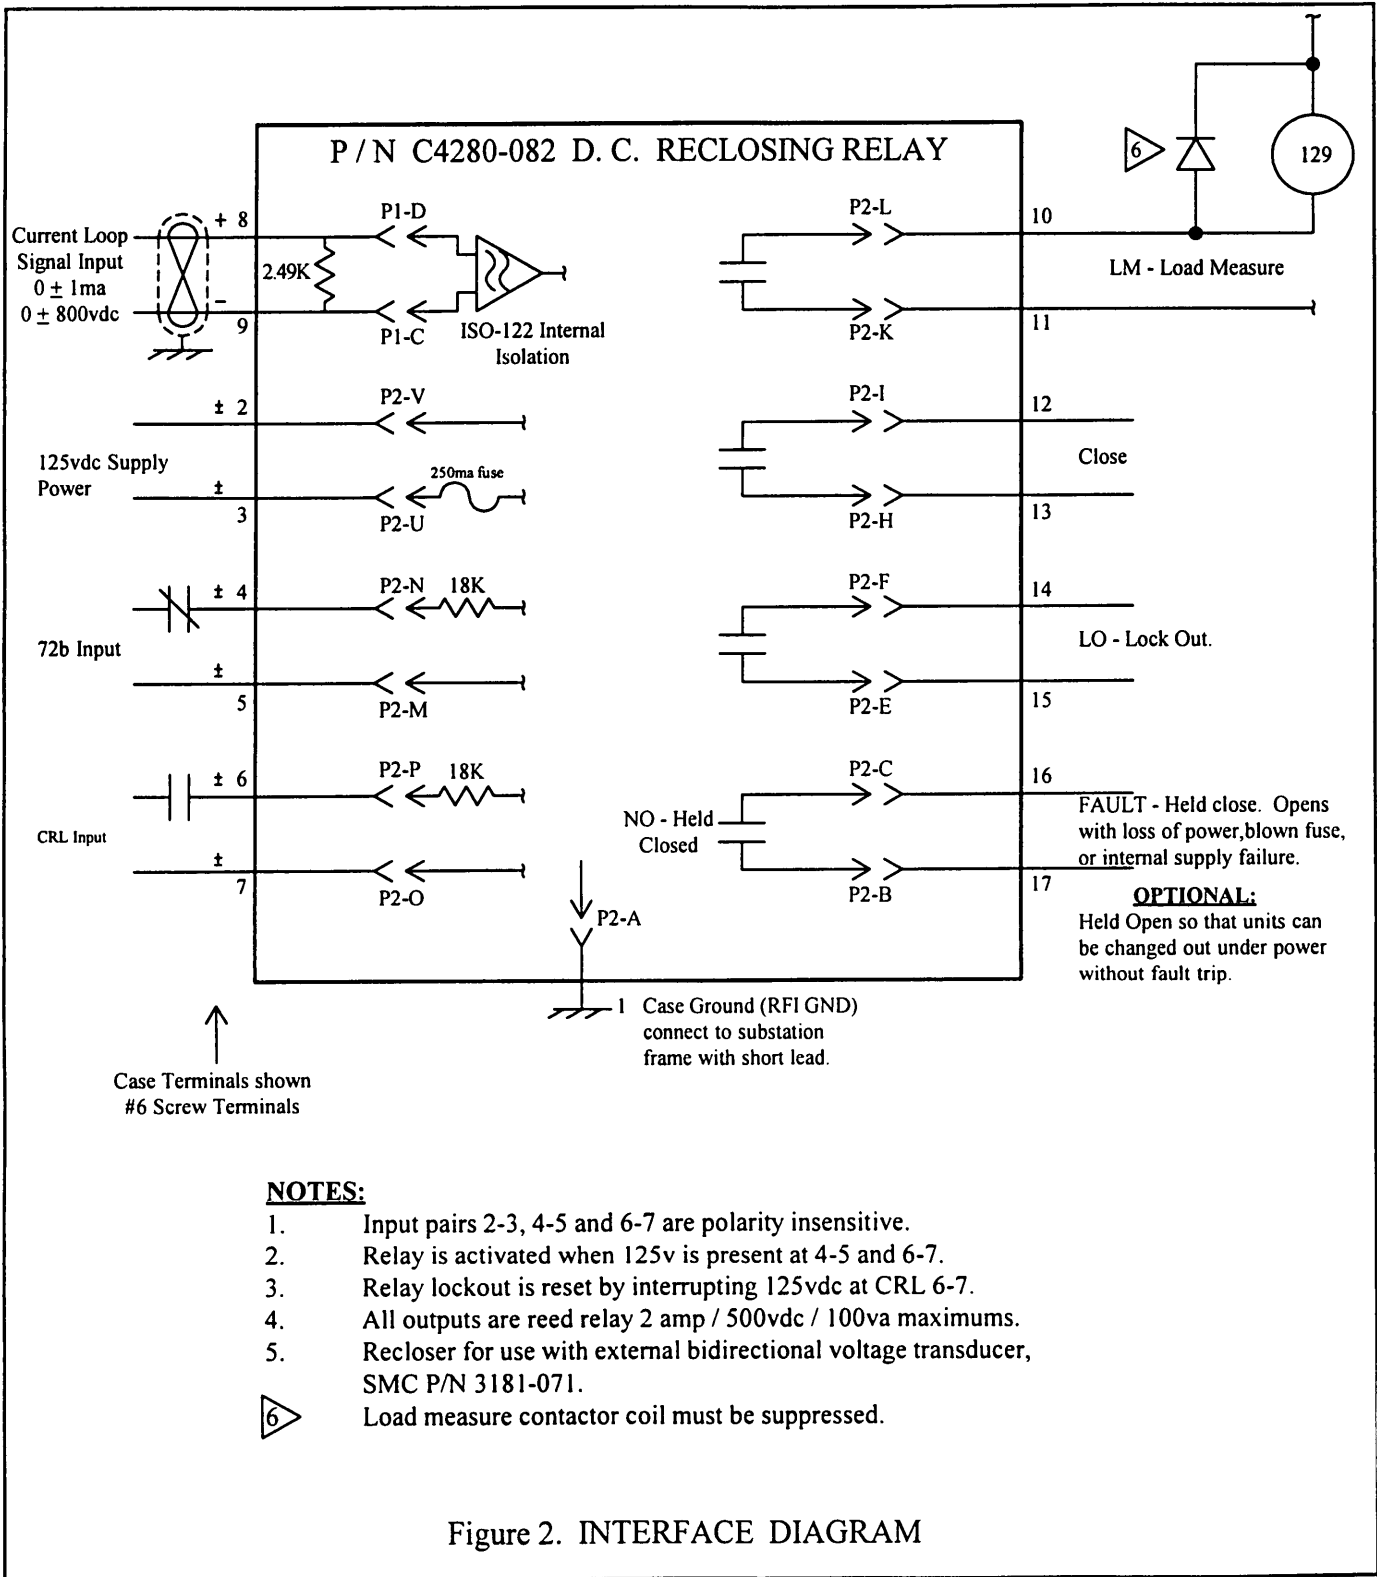 P / N C4280-082 D. C. RECLOSING RELAY
6
129
Current Loop
Signal Input
0 ± 1ma
0 ± 800vdc
+ 8
−
9
2.49K
P1-D
P1-C
ISO-122 Internal
Isolation
P2-L
P2-K
10
LM - Load Measure
11
125vdc Supply
Power
± 2
±
3
P2-V
250ma fuse
P2-U
P2-I
P2-H
12
Close
13
72b Input
± 4
±
5
P2-N 18K
P2-M
P2-F
P2-E
14
LO - Lock Out.
15
CRL Input
± 6
±
7
P2-P 18K
P2-O
NO - Held
Closed
P2-C
P2-B
16
FAULT - Held close. Opens
with loss of power,blown fuse,
or internal supply failure.
17
OPTIONAL:
Held Open so that units can
be changed out under power
without fault trip.
P2-A
1 Case Ground (RFI GND)
connect to substation
frame with short lead.
Case Terminals shown
#6 Screw Terminals
NOTES:
1. Input pairs 2-3, 4-5 and 6-7 are polarity insensitive.
2. Relay is activated when 125v is present at 4-5 and 6-7.
3. Relay lockout is reset by interrupting 125vdc at CRL 6-7.
4. All outputs are reed relay 2 amp / 500vdc / 100va maximums.
5. Recloser for use with external bidirectional voltage transducer,
SMC P/N 3181-071.
6 Load measure contactor coil must be suppressed.
Figure 2. INTERFACE DIAGRAM